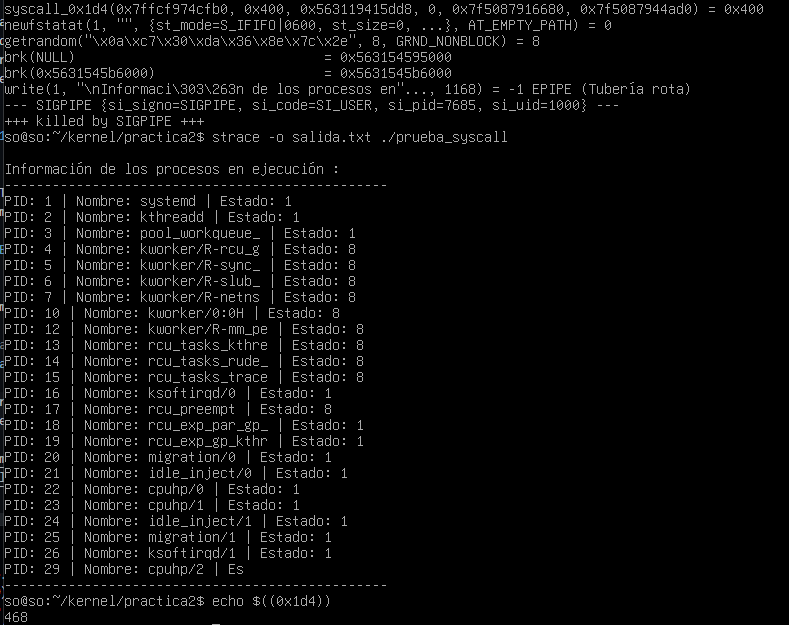 syscall_0x1d4(0x7ffcf974cfb0, 0x400, 0x563119415dd8, 0, 0x7f5087916680, 0x7f5087944ad0) = 0x400
newfstatat(1, "", {st_mode=S_IFIFO|0600, st_size=0, ...}, AT_EMPTY_PATH) = 0
getrandom("\x0a\xc7\x30\xda\x36\x8e\x7c\x2e", 8, GRND_NONBLOCK) = 8
brk(NULL) = 0x563154595000
brk(0x5631545b6000) = 0x5631545b6000
write(1, "\nInformaci\303\263n de los procesos en"..., 1168) = -1 EPIPE (Tubería rota)
--- SIGPIPE {si_signo=SIGPIPE, si_code=SI_USER, si_pid=7685, si_uid=1000} ---
+++ killed by SIGPIPE +++
so@so:~/kernel/practica2$ strace -o salida.txt ./prueba_syscall
Información de los procesos en ejecución :
------------------------------------------------
PID: 1 | Nombre: systemd | Estado: 1
PID: 2 | Nombre: kthreadd | Estado: 1
PID: 3 | Nombre: pool_workqueue_ | Estado: 1
PID: 4 | Nombre: kworker/R-rcu_g | Estado: 8
PID: 5 | Nombre: kworker/R-sync_ | Estado: 8
PID: 6 | Nombre: kworker/R-slub_ | Estado: 8
PID: 7 | Nombre: kworker/R-netns | Estado: 8
PID: 10 | Nombre: kworker/0:0H | Estado: 8
PID: 12 | Nombre: kworker/R-mm_pe | Estado: 8
PID: 13 | Nombre: rcu_tasks_kthre | Estado: 8
PID: 14 | Nombre: rcu_tasks_rude_ | Estado: 8
PID: 15 | Nombre: rcu_tasks_trace | Estado: 8
PID: 16 | Nombre: ksoftirqd/0 | Estado: 1
PID: 17 | Nombre: rcu_preempt | Estado: 8
PID: 18 | Nombre: rcu_exp_par_gp_ | Estado: 1
PID: 19 | Nombre: rcu_exp_gp_kthr | Estado: 1
PID: 20 | Nombre: migration/0 | Estado: 1
PID: 21 | Nombre: idle_inject/0 | Estado: 1
PID: 22 | Nombre: cpuhp/0 | Estado: 1
PID: 23 | Nombre: cpuhp/1 | Estado: 1
PID: 24 | Nombre: idle_inject/1 | Estado: 1
PID: 25 | Nombre: migration/1 | Estado: 1
PID: 26 | Nombre: ksoftirqd/1 | Estado: 1
PID: 29 | Nombre: cpuhp/2 | Es
------------------------------------------------
so@so:~/kernel/practica2$ echo $((0x1d4))
468